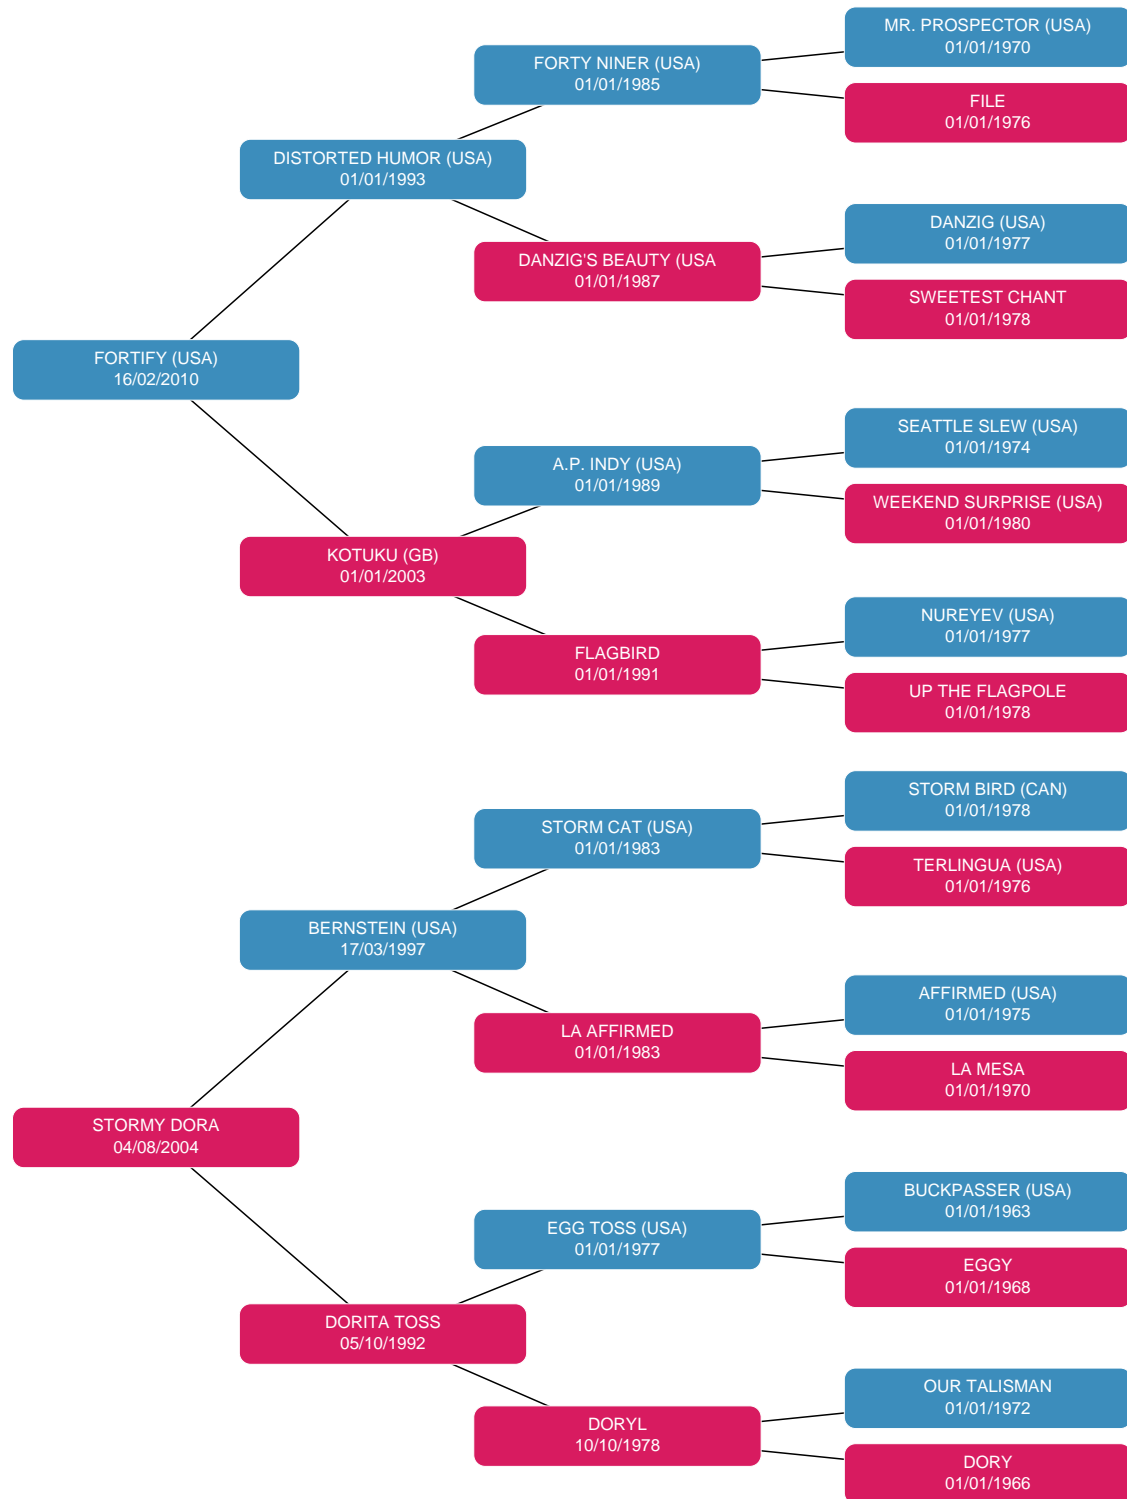 MR. PROSPECTOR (USA)
01/01/1970
FORTY NINER (USA)
01/01/1985
FILE
01/01/1976
DISTORTED HUMOR (USA)
01/01/1993
DANZIG (USA)
01/01/1977
DANZIG'S BEAUTY (USA
01/01/1987
SWEETEST CHANT
01/01/1978
FORTIFY (USA)
16/02/2010
SEATTLE SLEW (USA)
01/01/1974
A.P. INDY (USA)
01/01/1989
WEEKEND SURPRISE (USA)
01/01/1980
KOTUKU (GB)
01/01/2003
NUREYEV (USA)
01/01/1977
FLAGBIRD
01/01/1991
UP THE FLAGPOLE
01/01/1978
STORM BIRD (CAN)
01/01/1978
STORM CAT (USA)
01/01/1983
TERLINGUA (USA)
01/01/1976
BERNSTEIN (USA)
17/03/1997
AFFIRMED (USA)
01/01/1975
LA AFFIRMED
01/01/1983
LA MESA
01/01/1970
STORMY DORA
04/08/2004
BUCKPASSER (USA)
01/01/1963
EGG TOSS (USA)
01/01/1977
EGGY
01/01/1968
DORITA TOSS
05/10/1992
OUR TALISMAN
01/01/1972
DORYL
10/10/1978
DORY
01/01/1966